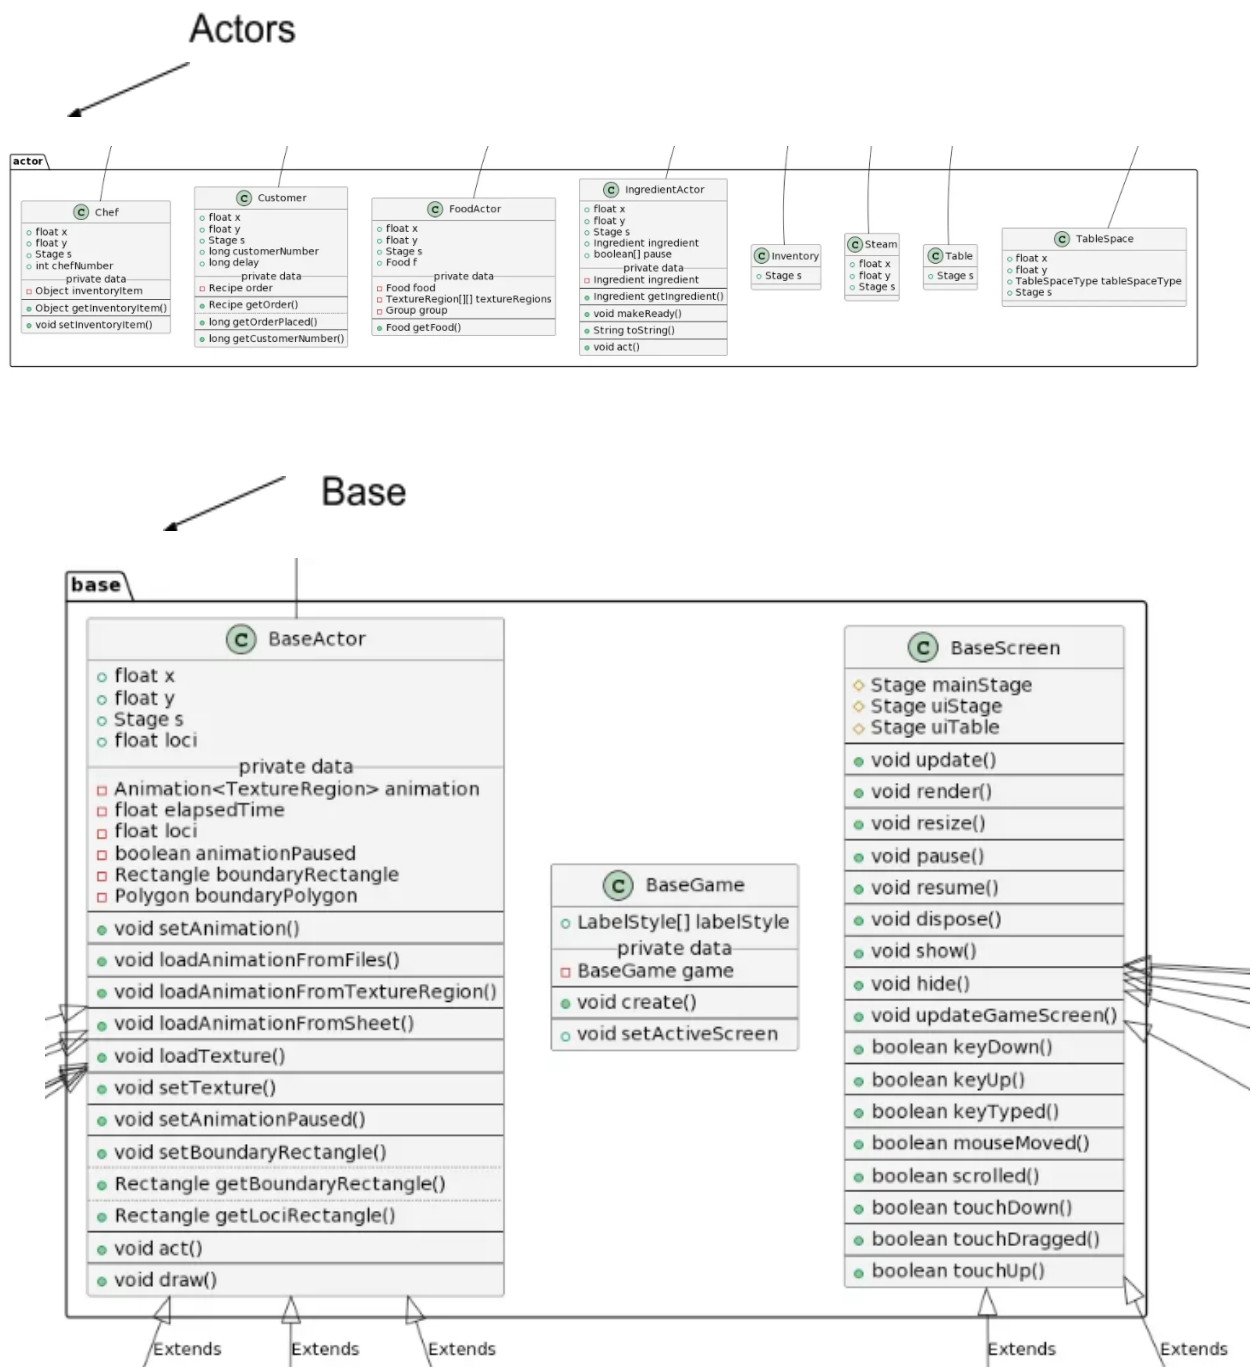 Actors
actor
C Chef
float x
float y
Stage s
int chefNumber
private data
Object inventoryItem
Object getInventoryItem()
void setInventoryItem()
C Customer
float x
float y
Stage s
long customerNumber
long delay
private data
Recipe order
Recipe getOrder()
long getOrderPlaced()
long getCustomerNumber()
C FoodActor
float x
float y
Stage s
Food f
private data
Food food
TextureRegion[][] textureRegions
Group group
Food getFood()
C IngredientActor
float x
float y
Stage s
Ingredient ingredient
boolean[] pause
private data
Ingredient ingredient
Ingredient getIngredient()
void makeReady()
String toString()
void act()
C Inventory
Stage s
C Steam
float x
float y
Stage s
C Table
Stage s
C TableSpace
float x
float y
TableSpaceType tableSpaceType
Stage s
Base
base
C BaseActor
float x
float y
Stage s
float loci
private data
Animation<TextureRegion> animation
float elapsedTime
float loci
boolean animationPaused
Rectangle boundaryRectangle
Polygon boundaryPolygon
void setAnimation()
void loadAnimationFromFiles()
void loadAnimationFromTextureRegion()
void loadAnimationFromSheet()
void loadTexture()
void setTexture()
void setAnimationPaused()
void setBoundaryRectangle()
Rectangle getBoundaryRectangle()
Rectangle getLociRectangle()
void act()
void draw()
C BaseGame
LabelStyle[] labelStyle
private data
BaseGame game
void create()
void setActiveScreen
C BaseScreen
Stage mainStage
Stage uiStage
Stage uiTable
void update()
void render()
void resize()
void pause()
void resume()
void dispose()
void show()
void hide()
void updateGameScreen()
boolean keyDown()
boolean keyUp()
boolean keyTyped()
boolean mouseMoved()
boolean scrolled()
boolean touchDown()
boolean touchDragged()
boolean touchUp()
Extends
Extends
Extends
Extends
Extends